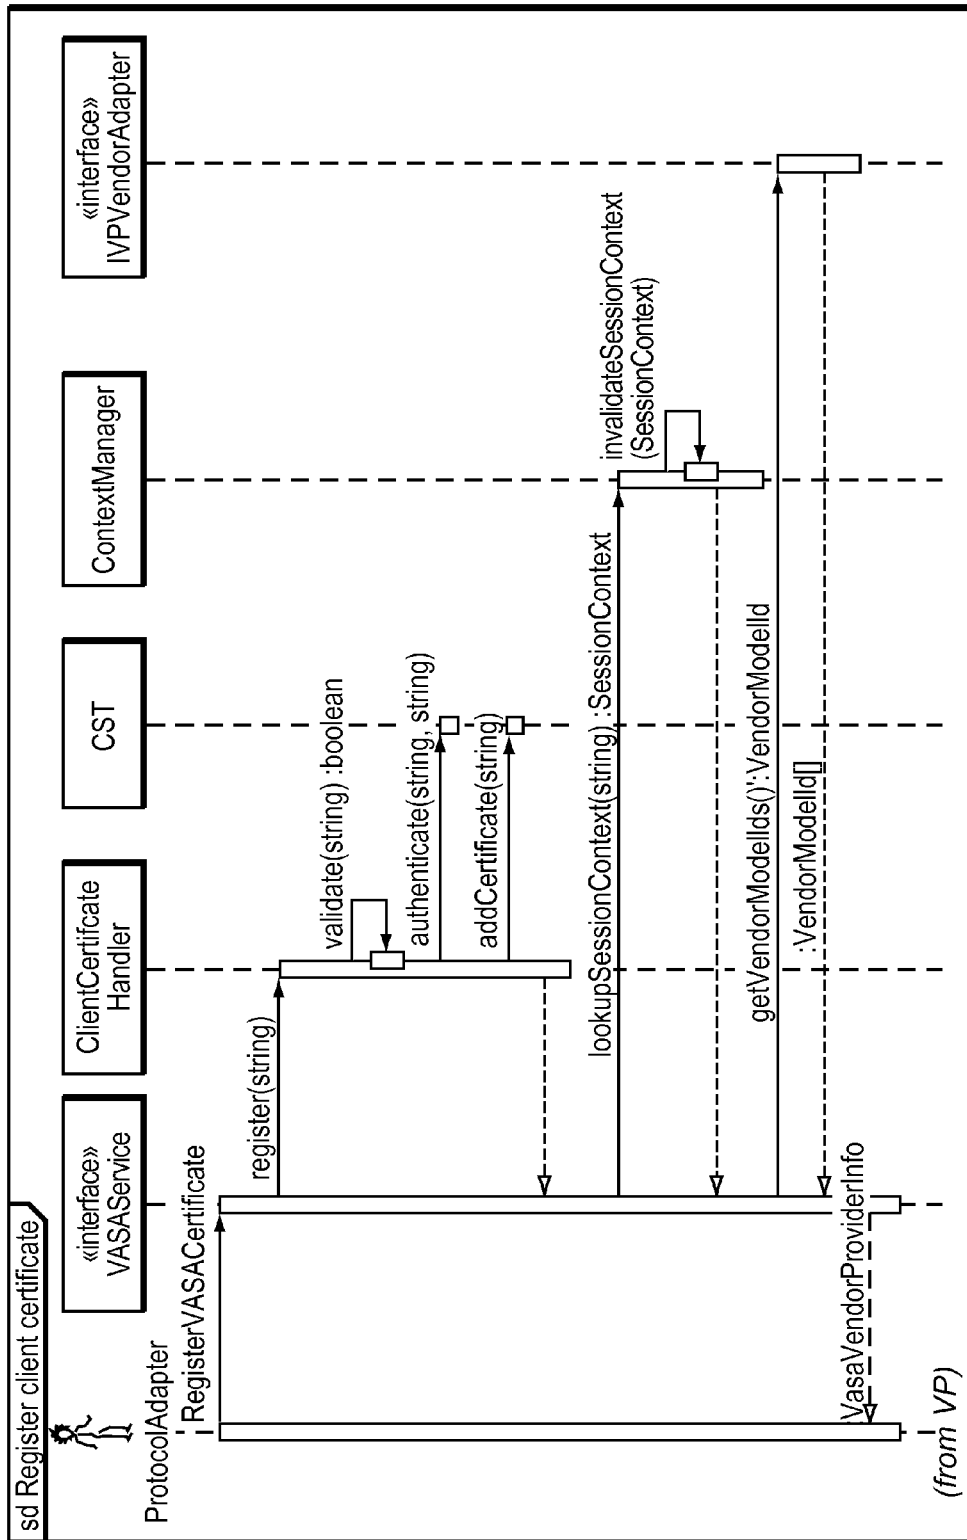 sd Register client certificate
ProtocolAdapter
«interface»
VASAService
ClientCertifcate
Handler
CST
ContextManager
«interface»
IVPVendorAdapter
RegisterVASACertificate
register(string)
validate(string) :boolean
authenticate(string, string)
addCertificate(string)
lookupSessionContext(string) :SessionContext
invalidateSessionContext
(SessionContext)
getVendorModelIds()':VendorModelId
:VendorModelId[]
:VasaVendorProviderInfo
(from VP)